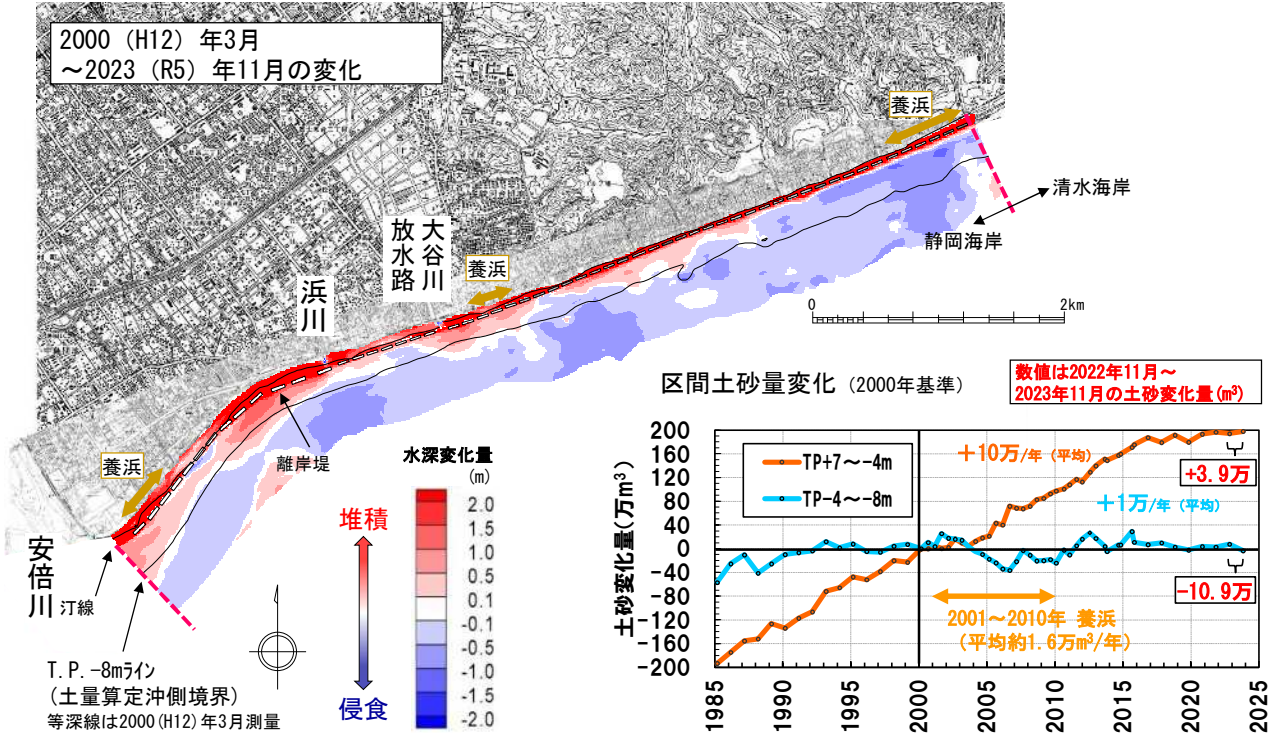 2000 (H12) 年3月
～2023 (R5) 年11月の変化
養浜
清水海岸
静岡海岸
大谷川
放水路
養浜
浜川
0 2km
離岸堤
養浜
安倍川
汀線
T.P.-8mライン
(土量算定沖側境界)
等深線は2000(H12)年3月測量
水深変化量
(m)
堆積
侵食
2.0
1.5
1.0
0.5
0.1
-0.1
-0.5
-1.0
-1.5
-2.0
区間土砂量変化 (2000年基準)
数値は2022年11月～
2023年11月の土砂変化量(m³)
土砂変化量(万m³)
200
160
120
80
40
0
-40
-80
-120
-160
-200
TP+7～-4m
TP-4～-8m
+10万/年 (平均)
+3.9万
+1万/年 (平均)
-10.9万
2001～2010年 養浜
(平均約1.6万m³/年)
1985
1990
1995
2000
2005
2010
2015
2020
2025